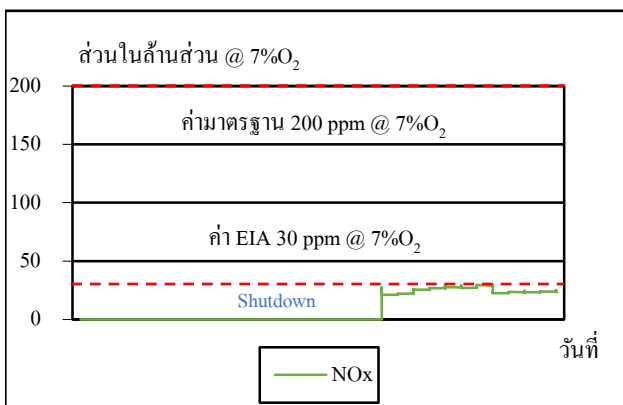 ส่วนในล้านส่วน @ 7%O₂
200
ค่ามาตรฐาน 200 ppm @ 7%O₂
150
100
ค่า EIA 30 ppm @ 7%O₂
50
Shutdown
0
วันที่
NOx